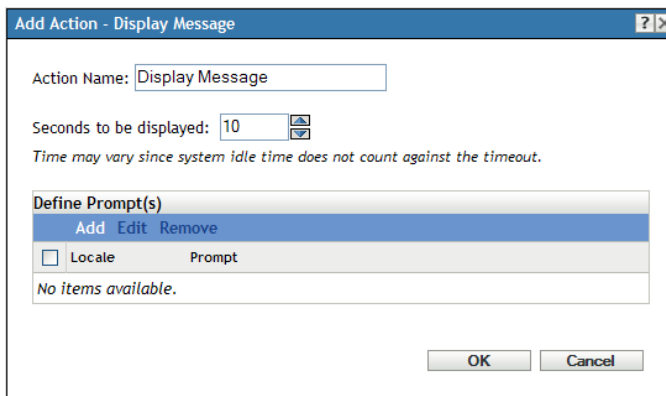 Add Action - Display Message ? X
Action Name: Display Message
Seconds to be displayed: 10
Time may vary since system idle time does not count against the timeout.
Define Prompt(s)
Add Edit Remove
Locale Prompt
No items available.
OK Cancel